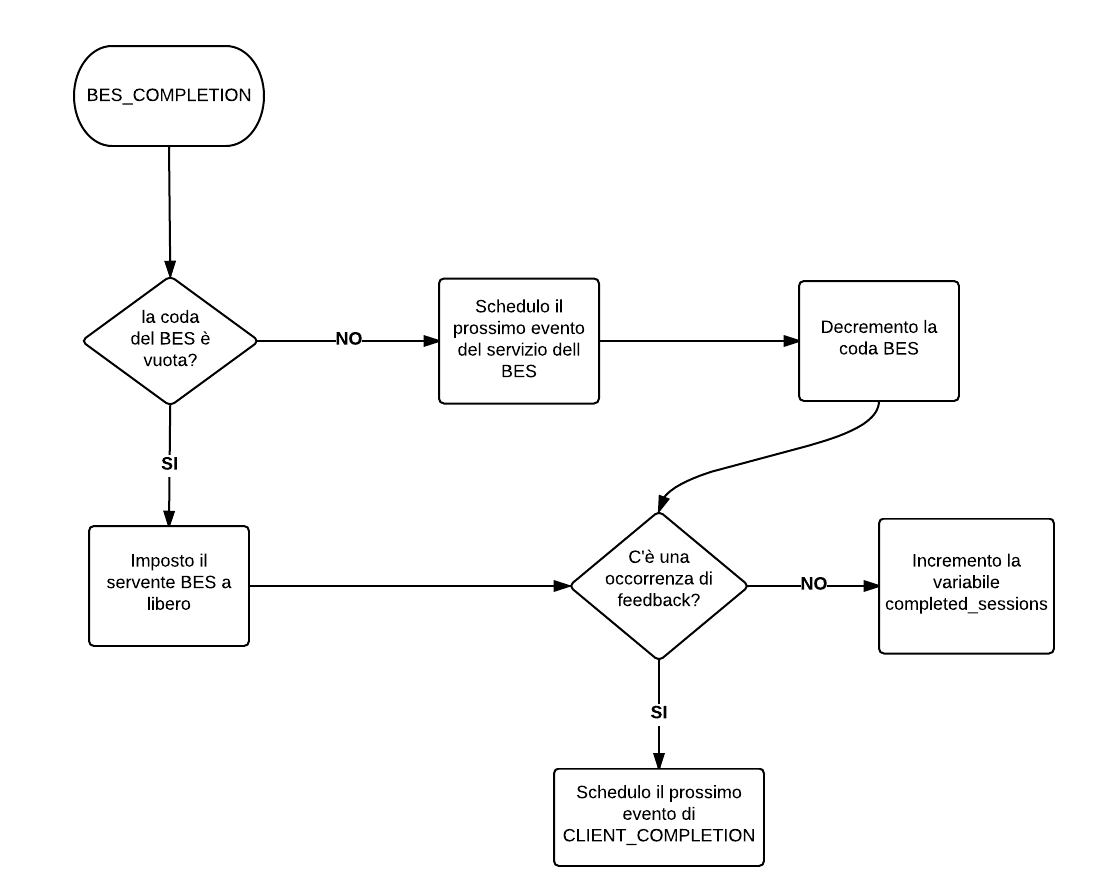 BES_COMPLETION
la coda
del BES è
vuota?
NO
Schedulo il
prossimo evento
del servizio dell
BES
Decremento la
coda BES
SI
Imposto il
servente BES a
libero
C'è una
occorrenza di
feedback?
NO
Incremento la
variabile
completed_sessions
SI
Schedulo il prossimo
evento di
CLIENT_COMPLETION